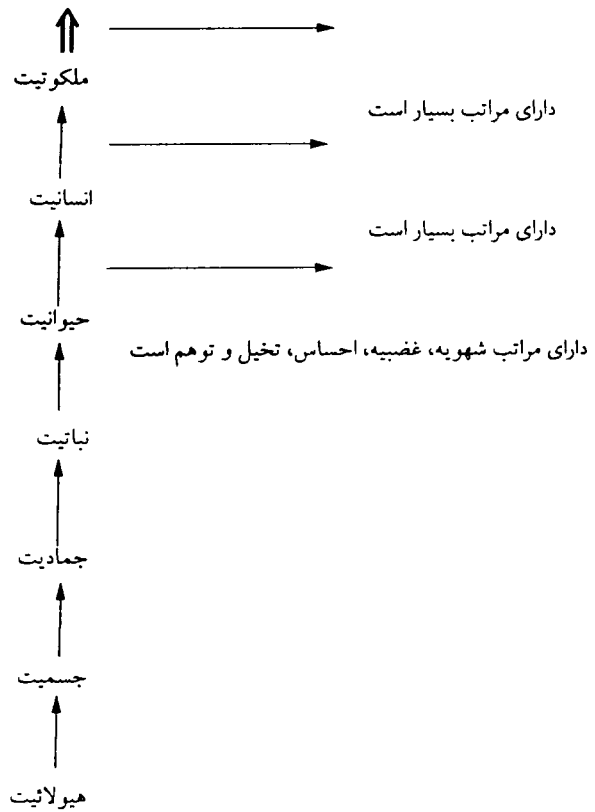 ملکوتیت
دارای مراتب بسیار است
انسانیت
دارای مراتب بسیار است
حیوانیت
دارای مراتب شهویه، غضبیه، احساس، تخیل و توهم است
نباتیت
جمادیت
جسمیت
هیولائیت